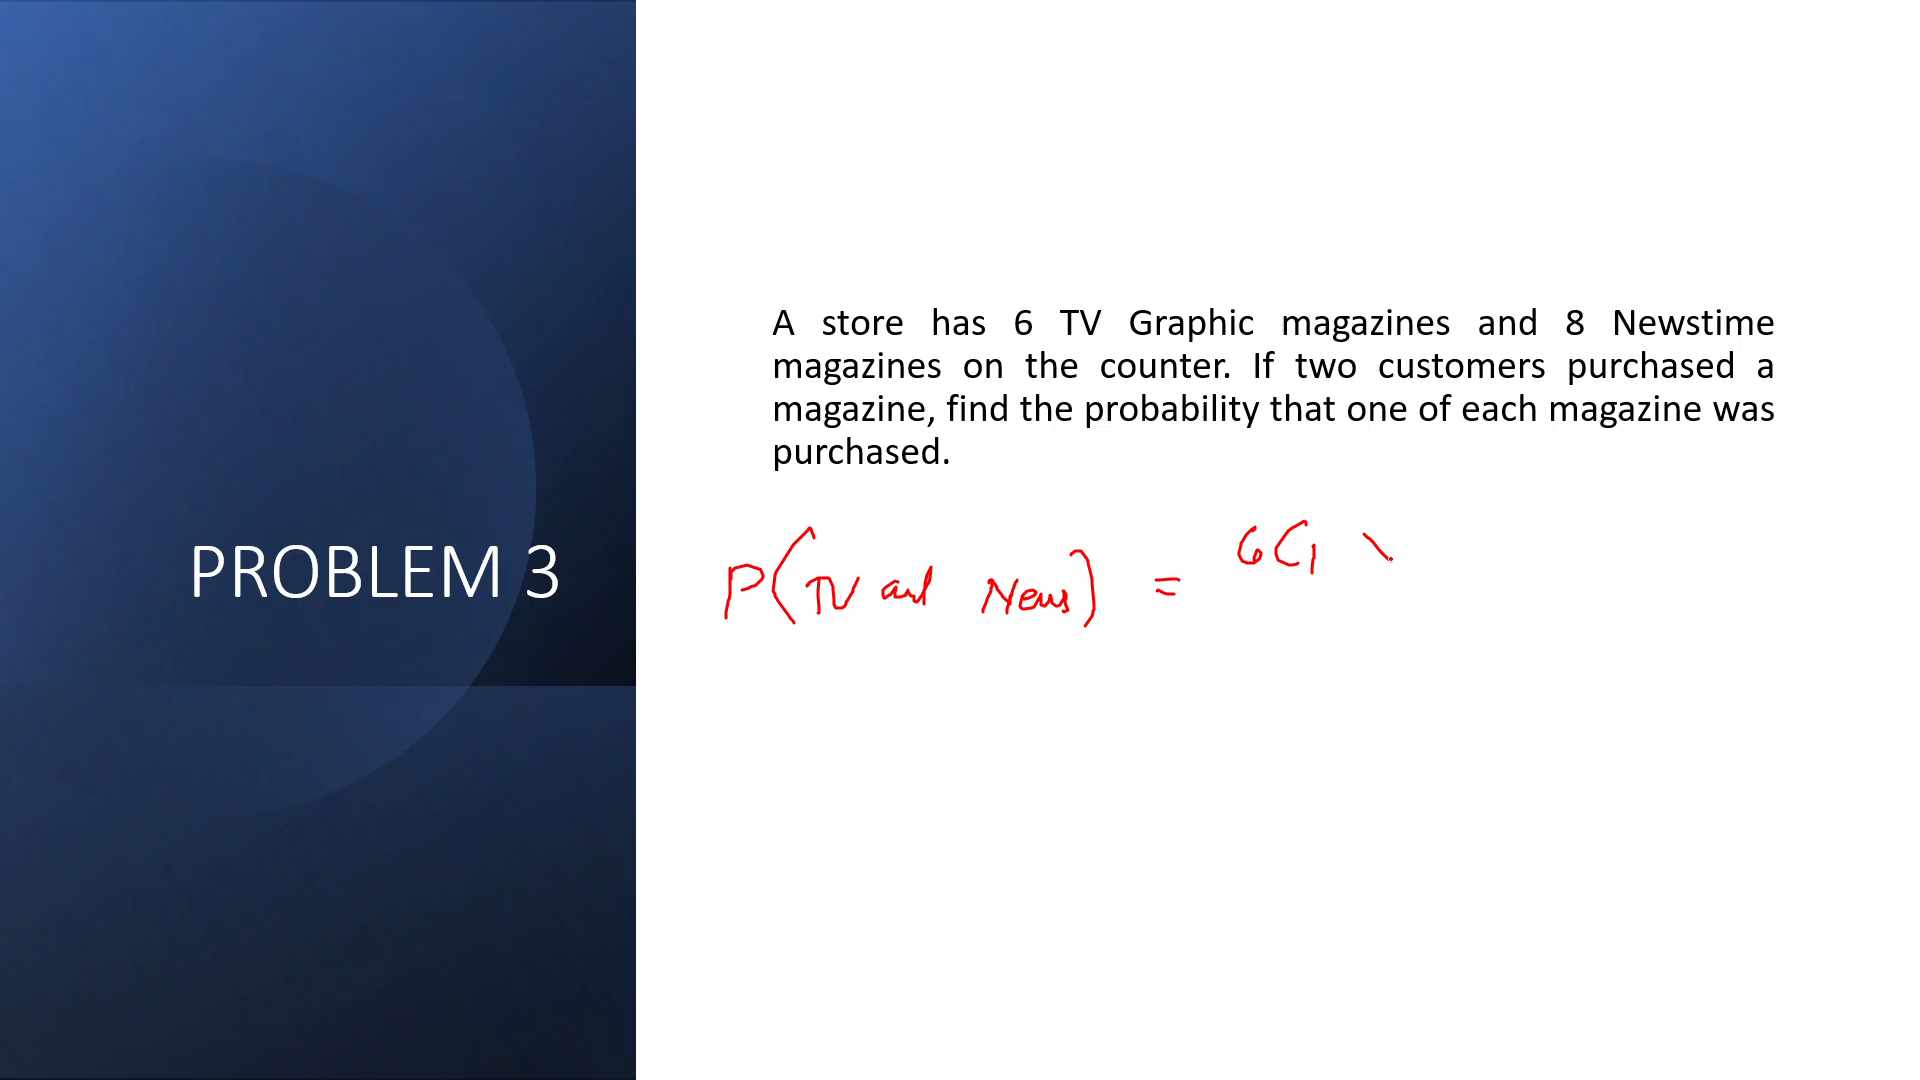 PROBLEM 3
A store has 6 TV Graphic magazines and 8 Newstime
magazines on the counter. If two customers purchased a
magazine, find the probability that one of each magazine was
purchased.
P(TV and News) = 6C1